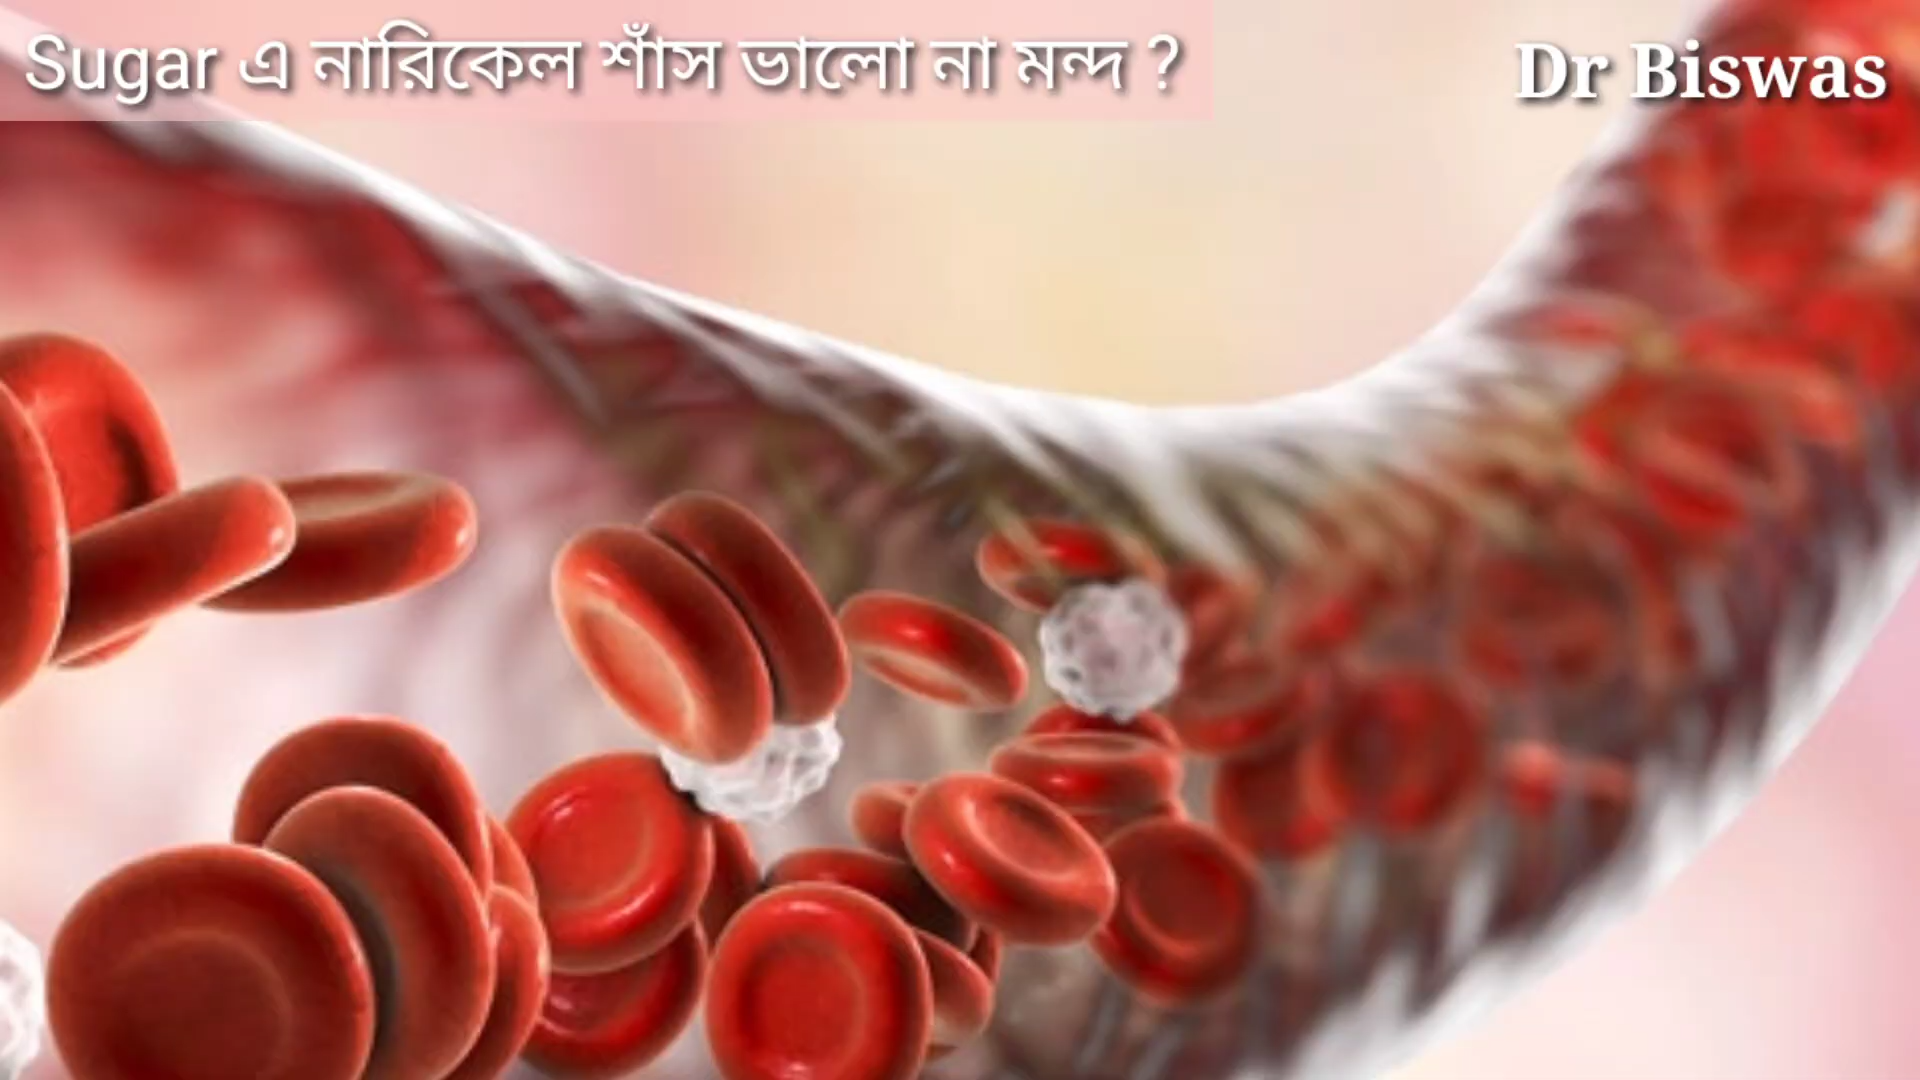 Sugar এ নারিকেল শাঁস ভালো না মন্দ ?
Dr Biswas